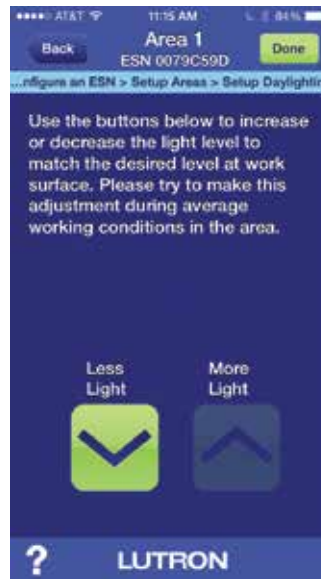 AT&T 11:15 AM 84%
Back
Area 1
ESN 0079C59D
Done
...nfigure an ESN > Setup Areas > Setup Daylightin
Use the buttons below to increase
or decrease the light level to
match the desired level at work
surface. Please try to make this
adjustment during average
working conditions in the area.
Less
Light
More
Light
? LUTRON